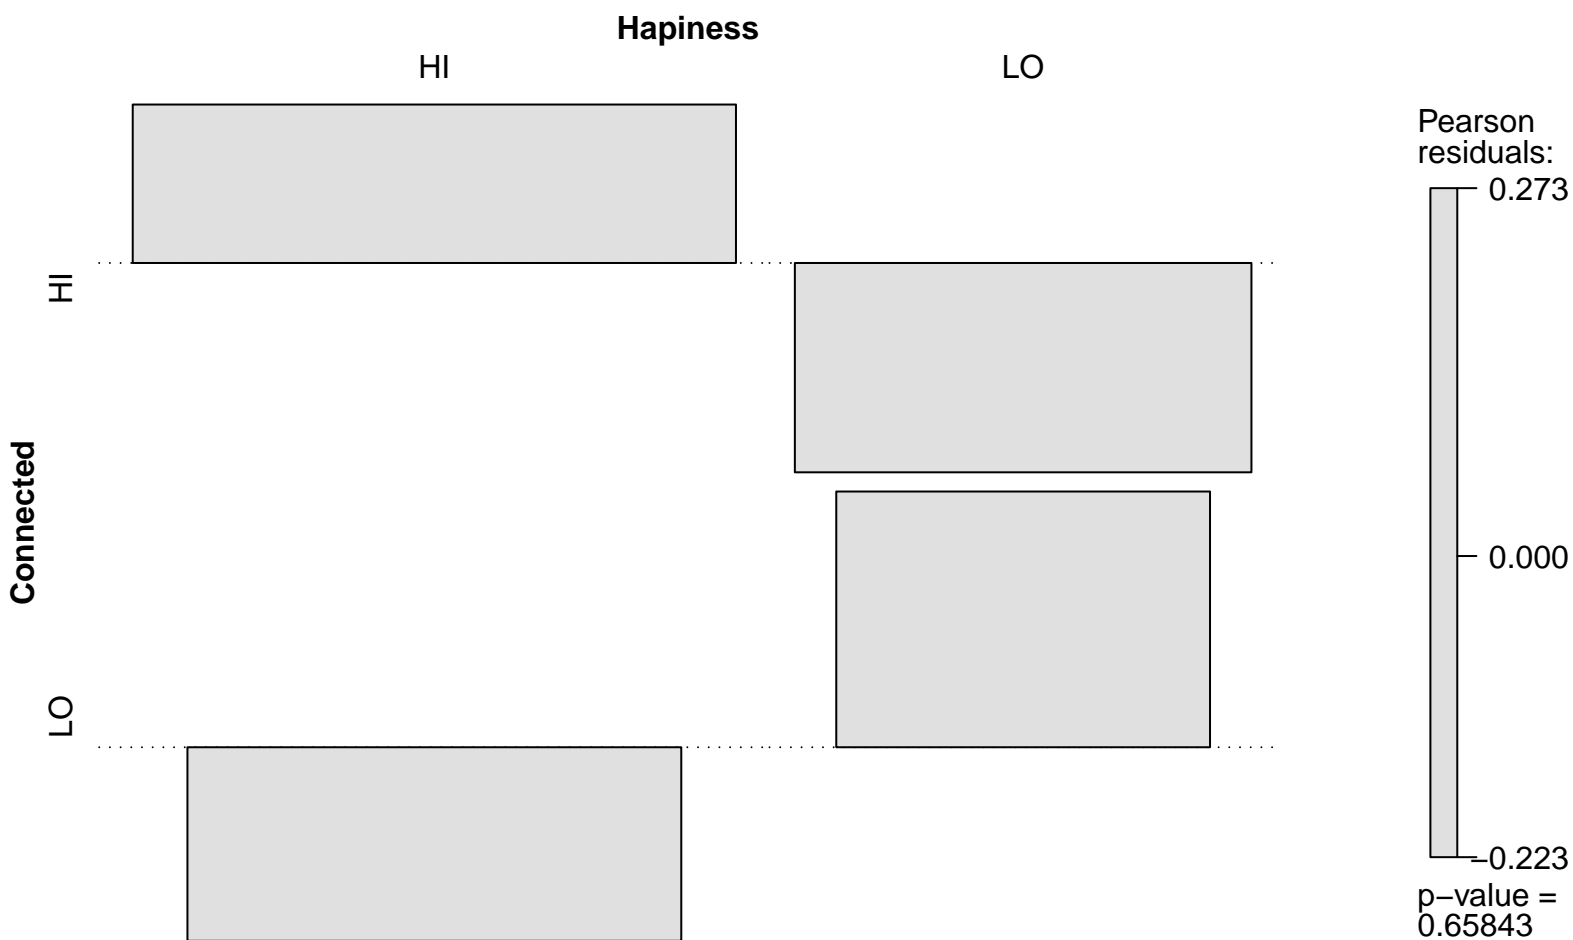 Hapiness
HI
LO
Connected
HI
LO
Pearson
residuals:
0.273
0.000
−0.223
p−value =
0.65843